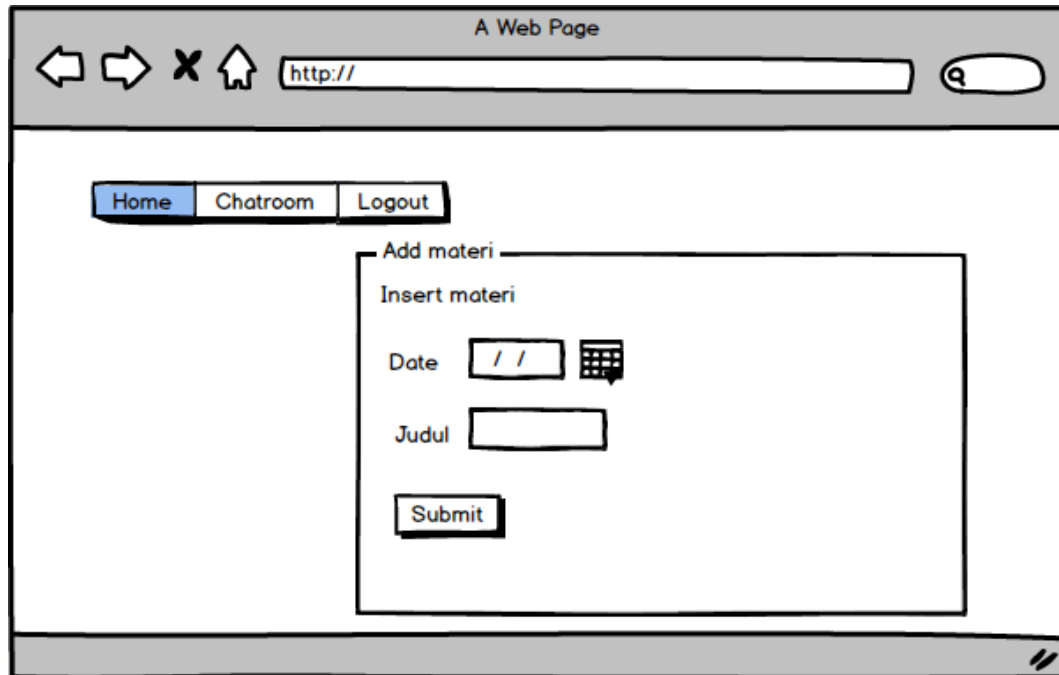 A Web Page
http://
Home Chatroom Logout
Add materi
Insert materi
Date / /
Judul
Submit